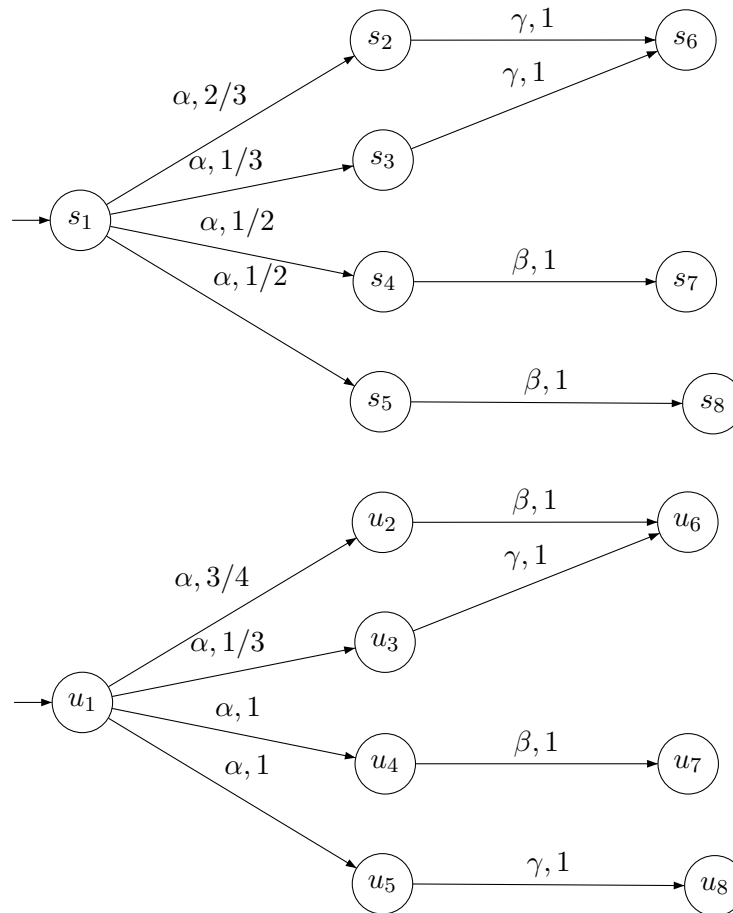 s₂
γ, 1
s₆
α, 2/3
γ, 1
α, 1/3
s₃
s₁
α, 1/2
α, 1/2
s₄
β, 1
s₇
s₅
β, 1
s₈
u₂
β, 1
u₆
α, 3/4
γ, 1
α, 1/3
u₃
u₁
α, 1
α, 1
u₄
β, 1
u₇
u₅
γ, 1
u₈